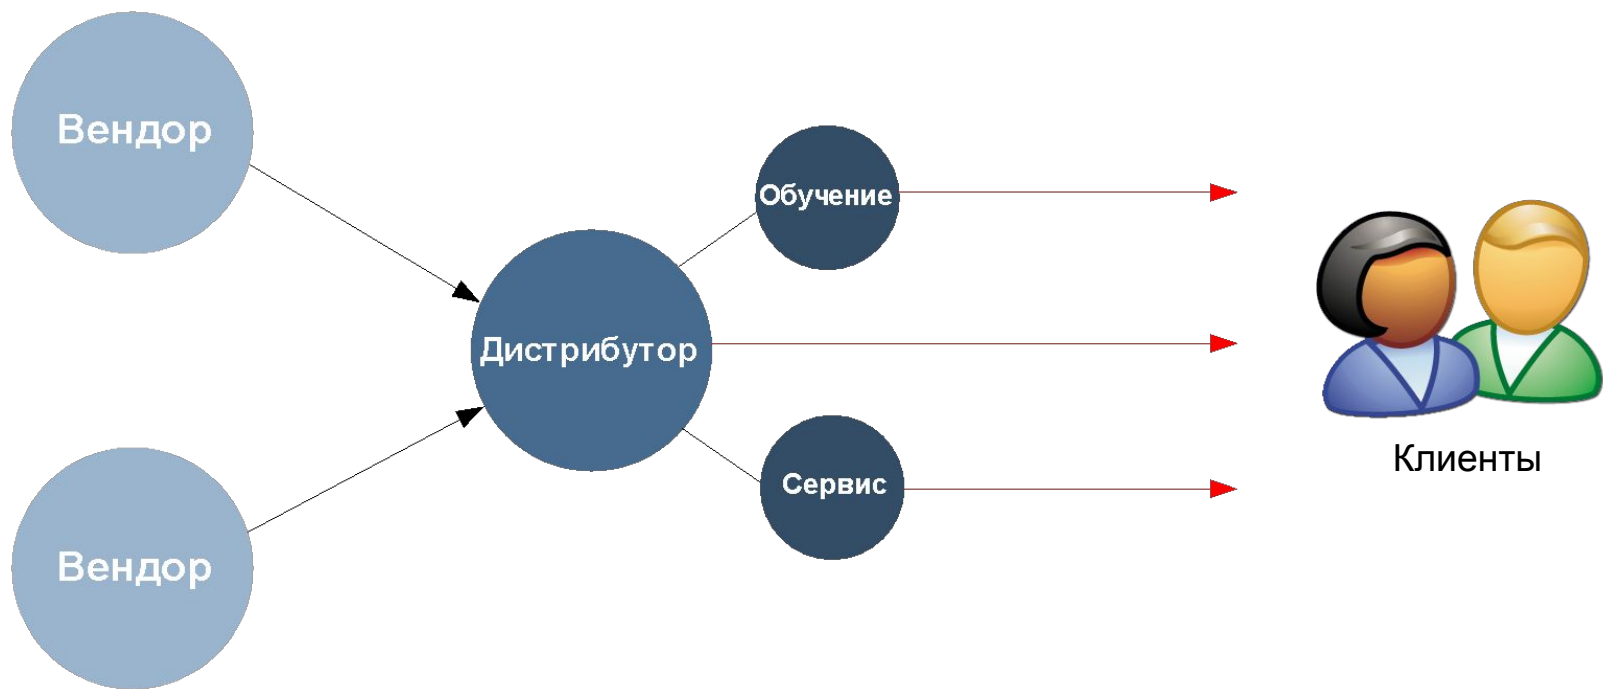 Вендор
Обучение
Дистрибутор
Клиенты
Сервис
Вендор